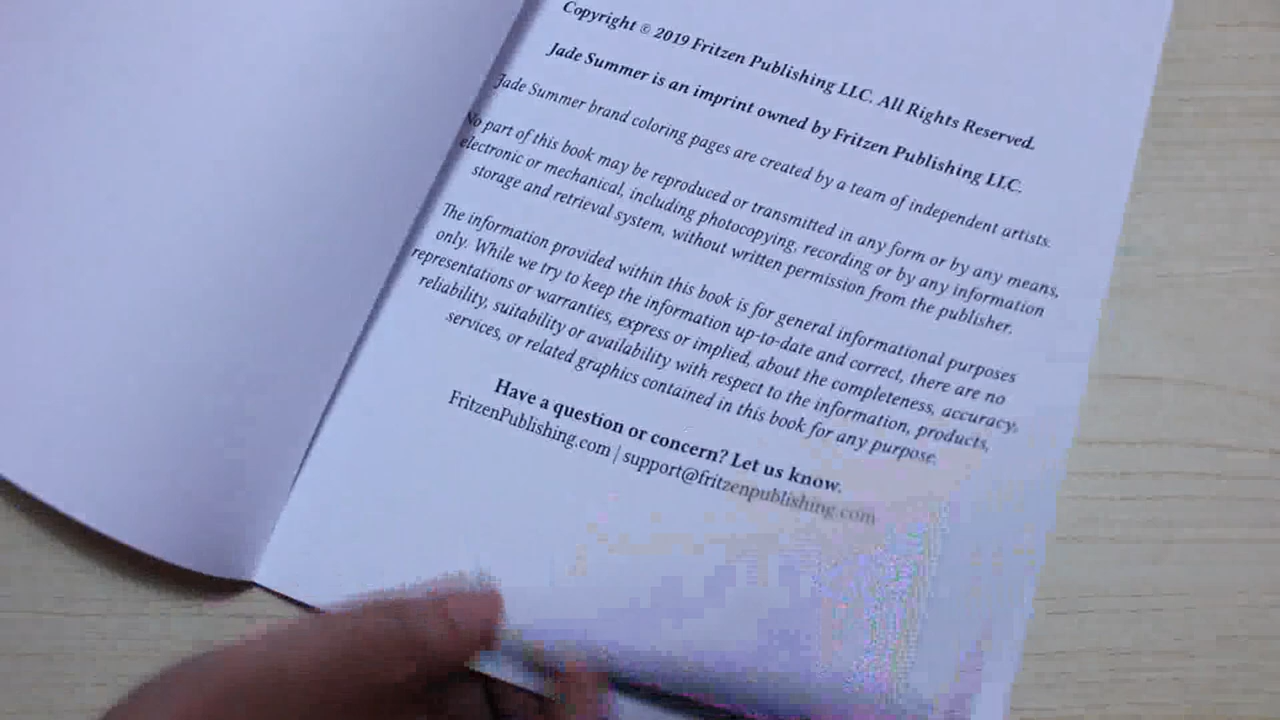 Copyright © 2019 Fritzen Publishing LLC. All Rights Reserved.
Jade Summer is an imprint owned by Fritzen Publishing LLC.
Jade Summer brand coloring pages are created by a team of independent artists.
No part of this book may be reproduced or transmitted in any form or by any means,
electronic or mechanical, including photocopying, recording or by any information
storage and retrieval system, without written permission from the publisher.
The information provided within this book is for general informational purposes
only. While we try to keep the information up-to-date and correct, there are no
representations or warranties, express or implied, about the completeness, accuracy,
reliability, suitability or availability with respect to the information, products,
services, or related graphics contained in this book for any purpose.
Have a question or concern? Let us know.
FritzenPublishing.com | support@fritzenpublishing.com